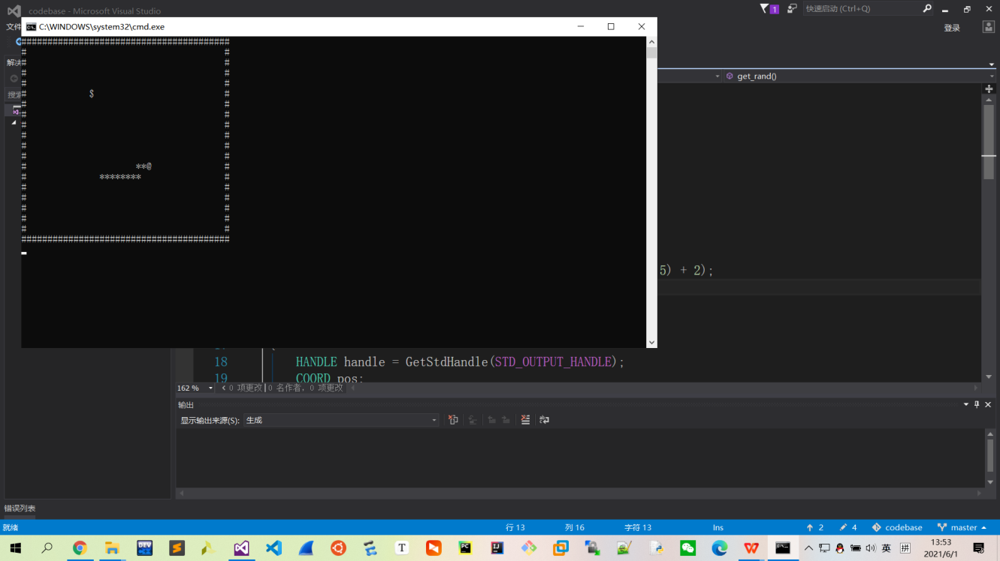 codebase - Microsoft Visual Studio
1
快速启动 (Ctrl+Q)
文件
登录
C:\WINDOWS\system32\cmd.exe
########################################
#                                      #
#                                      #
#                                      #
#                                      #
#            $                         #
#                                      #
#                                      #
#                                      #
#                                      #
#                                      #
#                                      #
#                     **@              #
#              ********                #
#                                      #
#                                      #
#                                      #
#                                      #
#                                      #
########################################
get_rand()
搜索
5) + 2);
18 HANDLE handle = GetStdHandle(STD_OUTPUT_HANDLE);
19 COORD pos;
162 %
0 项更改 | 0 名作者, 0 项更改
输出
显示输出来源(S): 生成
错误列表
就绪
行 13
列 16
字符 13
Ins
2
4
codebase
master
英
拼
13:53
2021/6/1